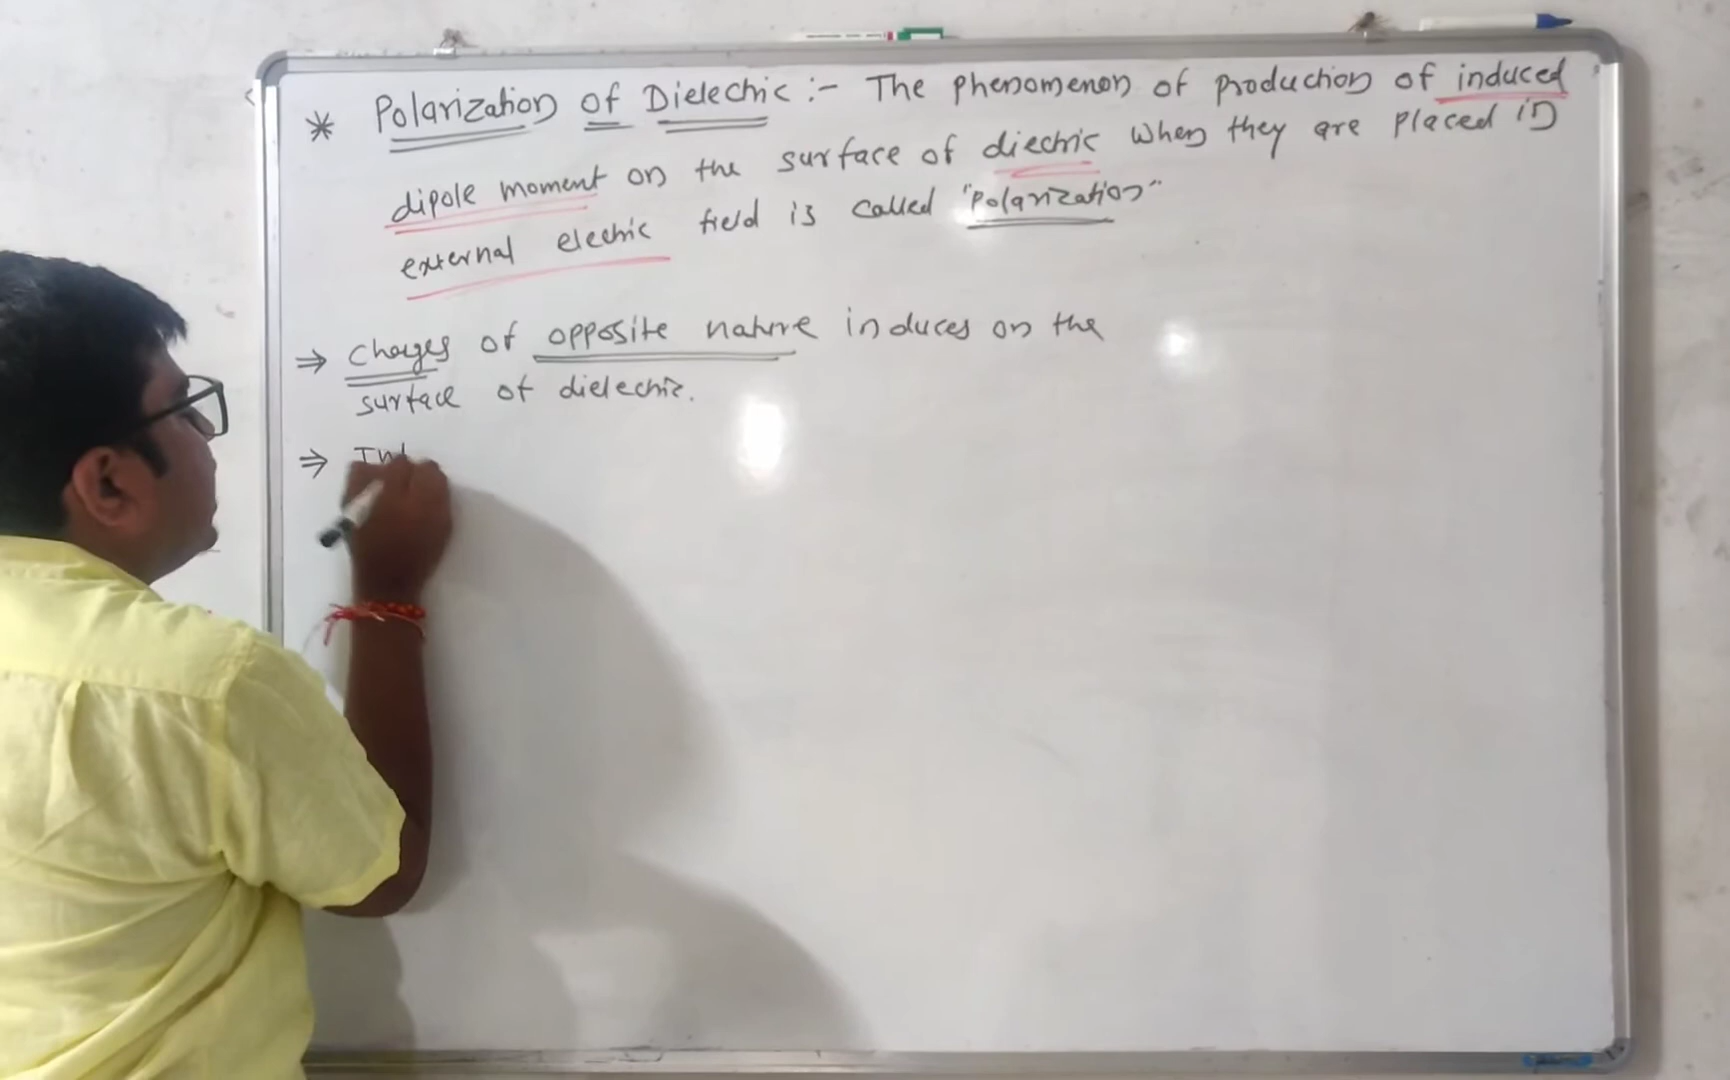 * Polarization of Dielectric :- The phenomenon of production of induced
dipole moment on the surface of diectric when they are placed in
external electric field is called "Polarization"
⇒ Charges of opposite nature induces on the
surface of dielectric.
⇒